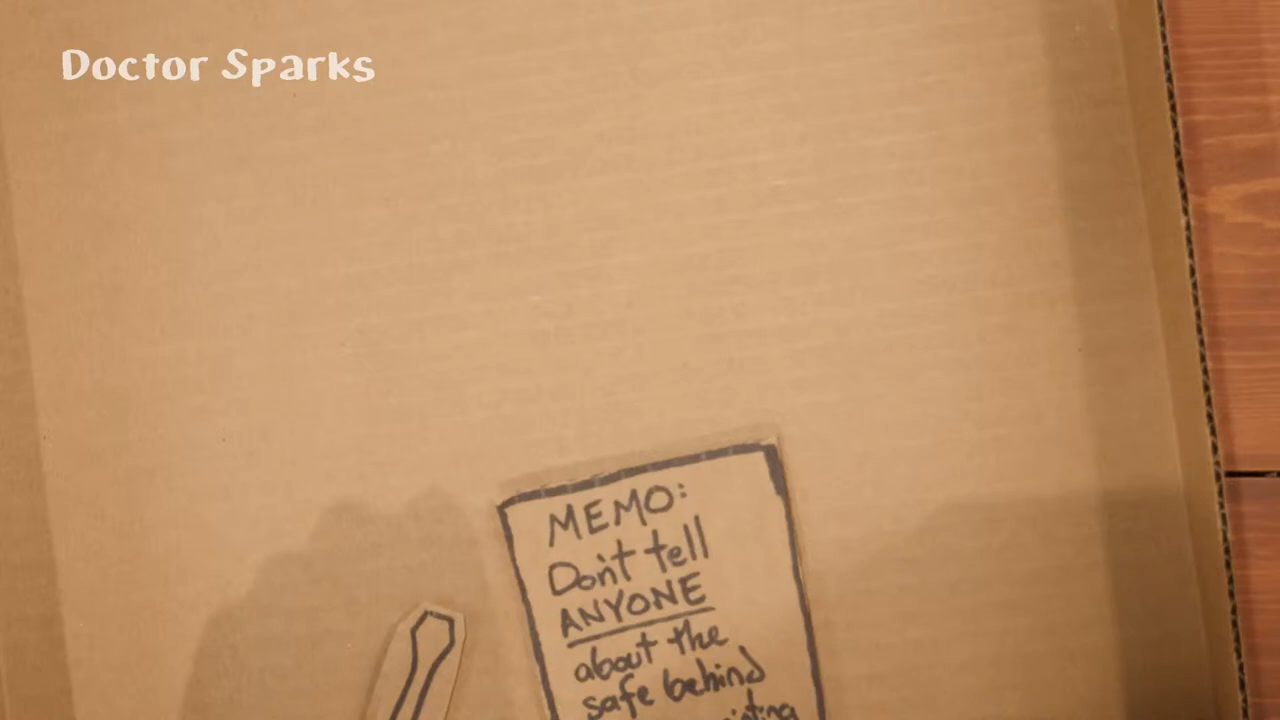 Doctor Sparks
MEMO:
Don't tell
ANYONE
about the
safe behind